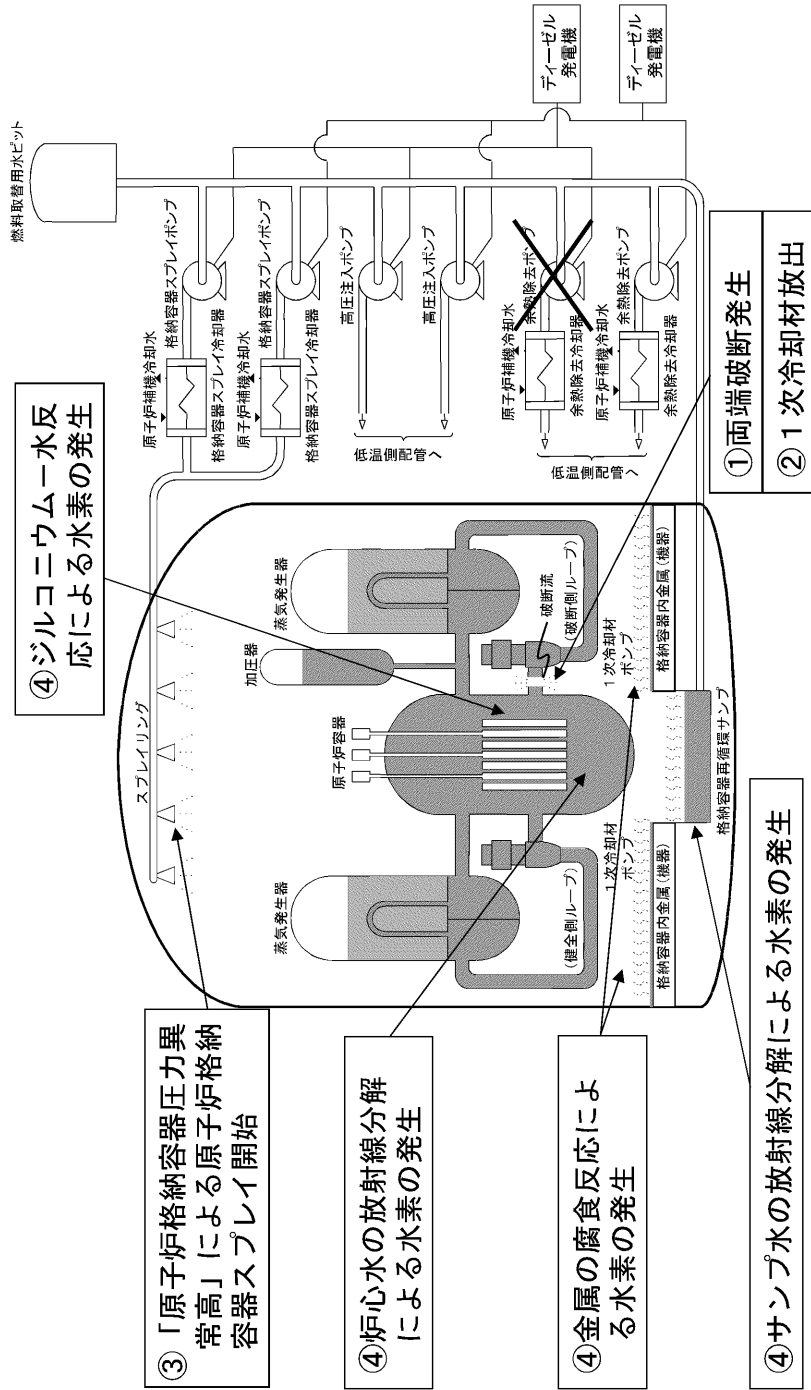 ③「原子炉格納容器圧力異
常高」による原子炉格納
容器スプレイ開始
④炉心水の放射線分解
による水素の発生
④金属の腐食反応によ
る水素の発生
④サンプ水の放射線分解による水素の発生
④ジルコニウムー水反
応による水素の発生
①両端破断発生
②１次冷却材放出
スプレイリング
蒸気発生器
原子炉容器
加圧器
蒸気発生器
(健全側ループ)
１次冷却材
ポンプ
破断流
(破断側ループ)
１次冷却材
ポンプ
格納容器内金属(機器)
格納容器内金属(機器)
格納容器再循環サンプ
燃料取替用水ピット
原子炉補機冷却水
格納容器スプレイポンプ
格納容器スプレイ冷却器
原子炉補機冷却水
格納容器スプレイポンプ
格納容器スプレイ冷却器
高圧注入ポンプ
低温側配管へ
高圧注入ポンプ
原子炉補機冷却水
余熱除去ポンプ
余熱除去冷却器
低温側配管へ
原子炉補機冷却水
余熱除去ポンプ
余熱除去冷却器
ディーゼル
発電機
ディーゼル
発電機